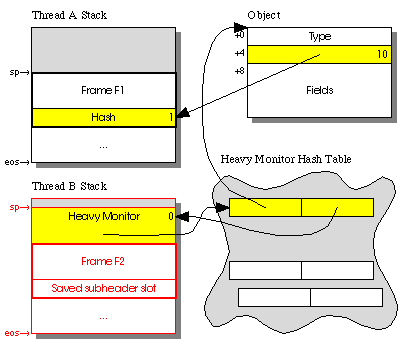 Thread A Stack
Object
+0
Type
+4
10
sp→
+8
Frame F1
Fields
Hash 1
...
eos→
Heavy Monitor Hash Table
Thread B Stack
sp→
Heavy Monitor 0
Frame F2
Saved subheader slot
...
eos→